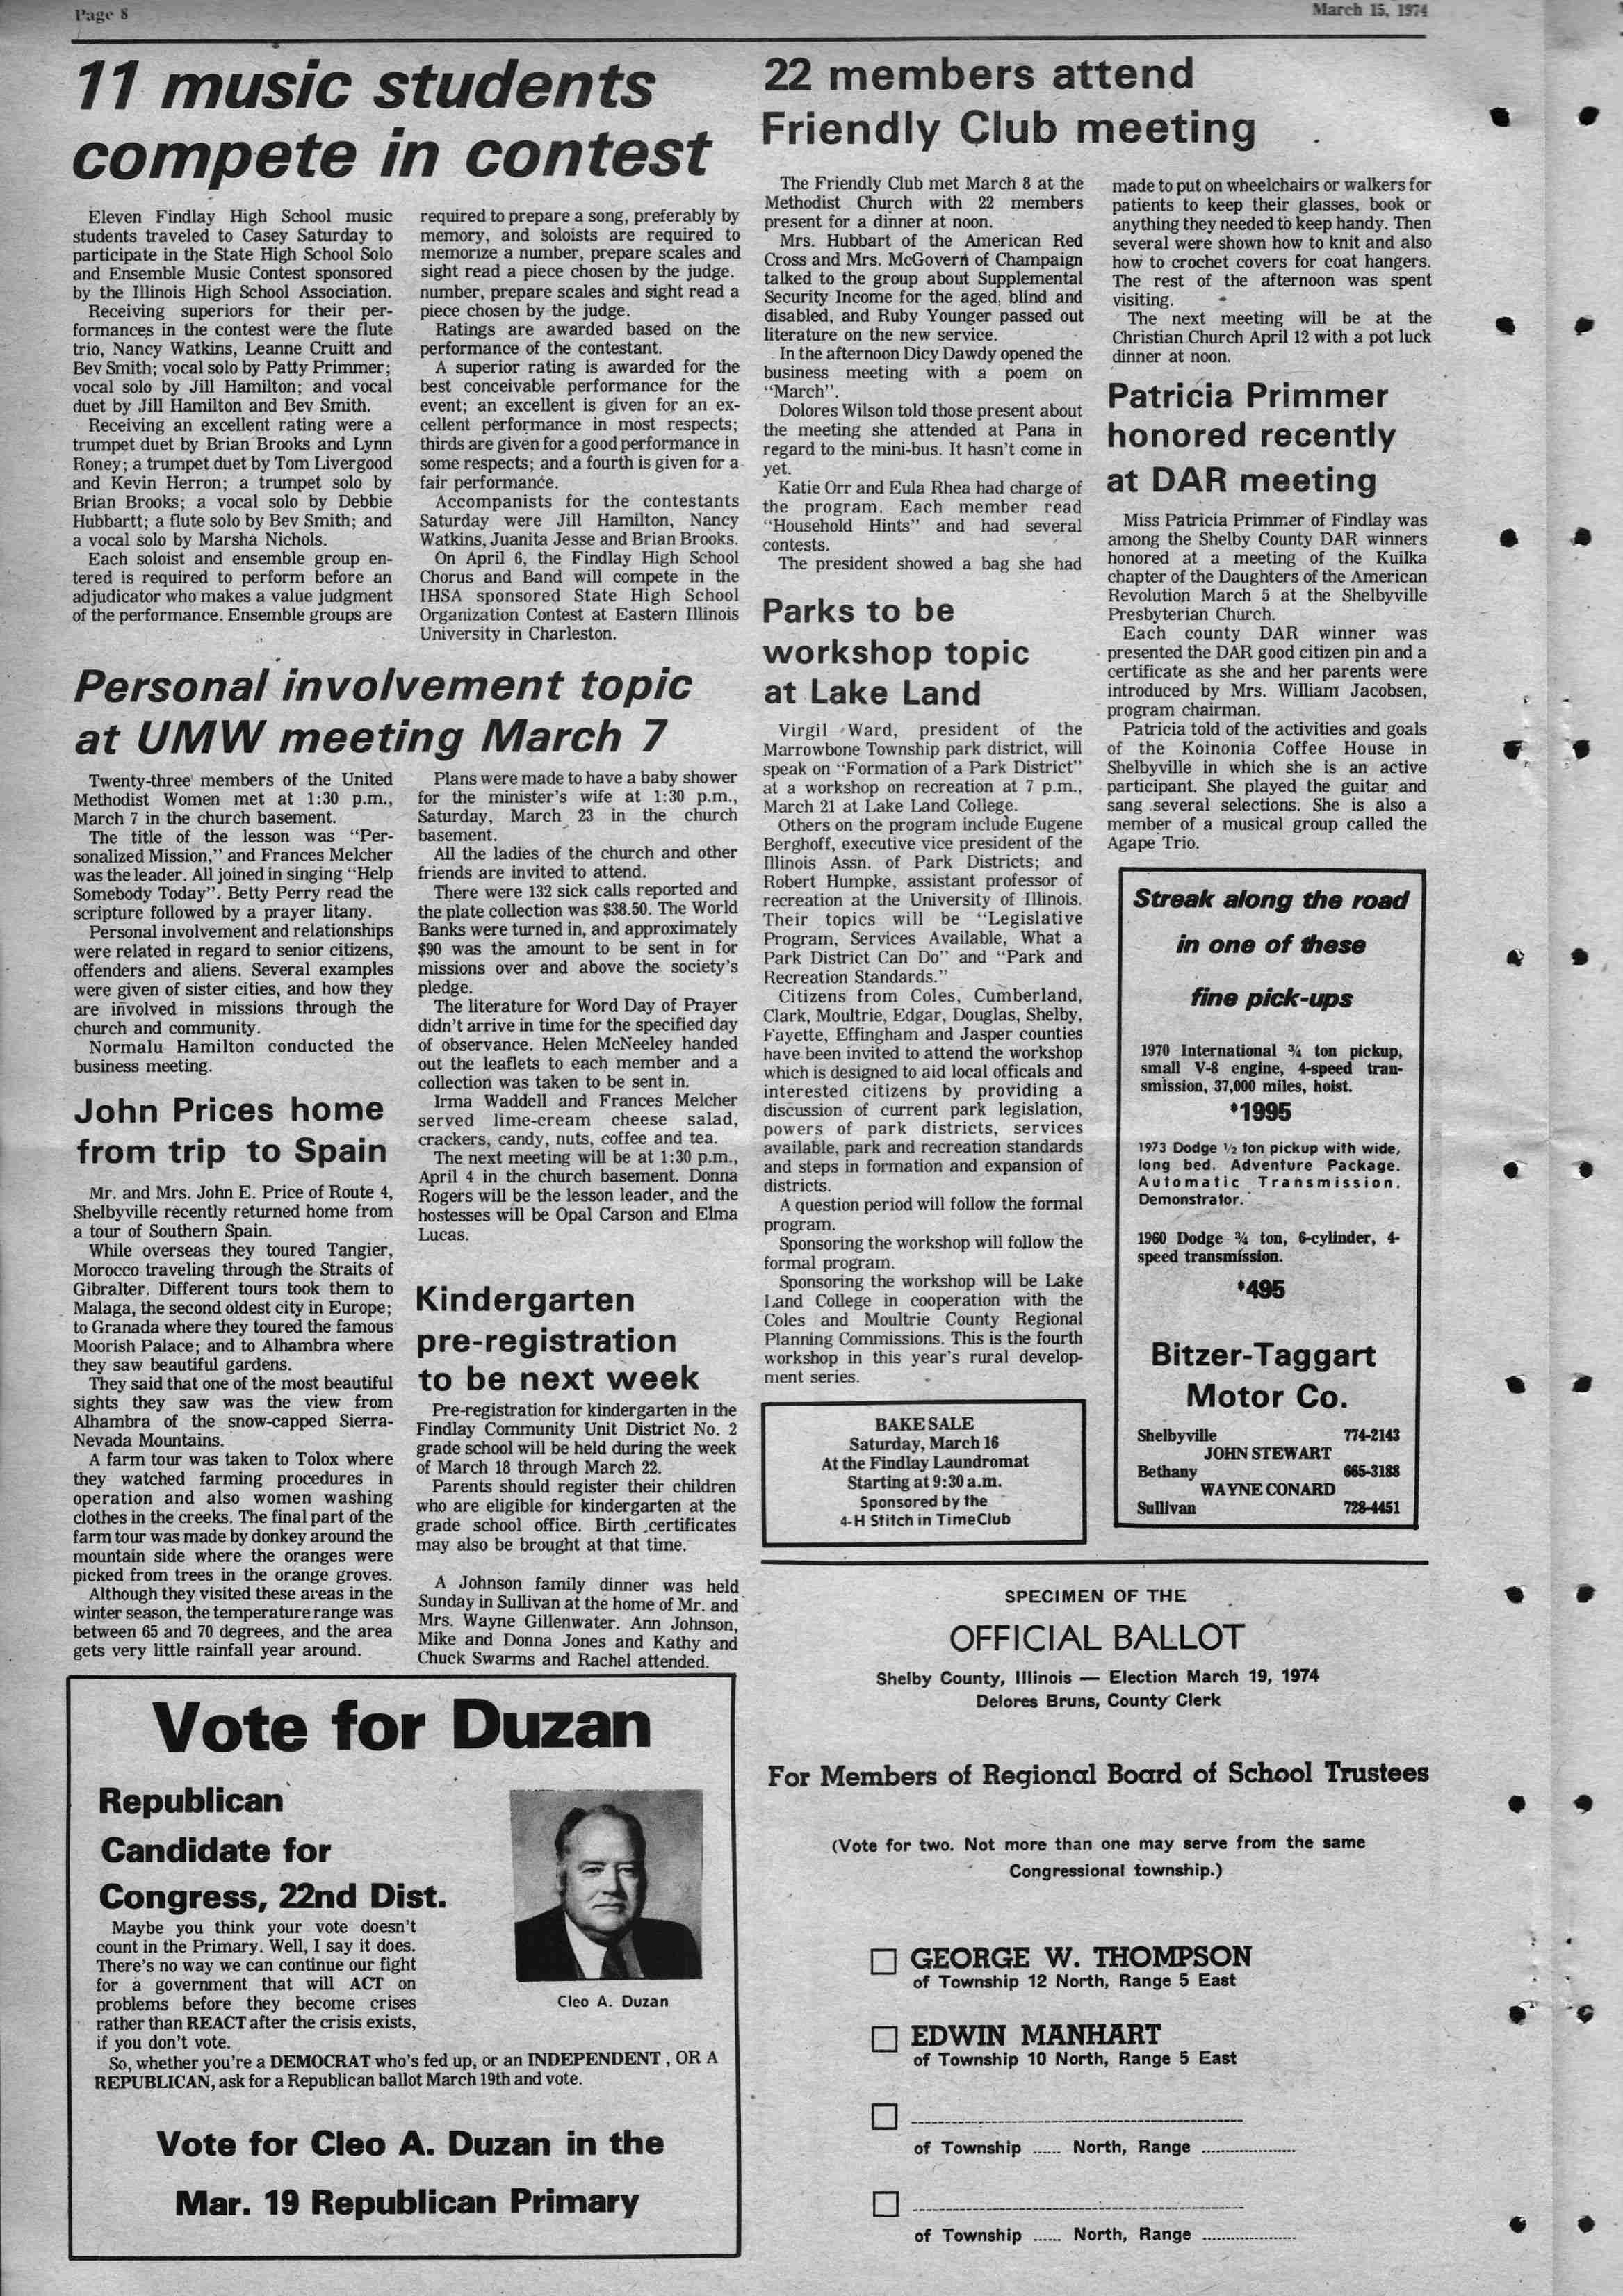 Page 8
March 15, 1974
11 music students
compete in contest
Eleven Findlay High School music
students traveled to Casey Saturday to
participate in the State High School Solo
and Ensemble Music Contest sponsored
by the Illinois High School Association.
Receiving superiors for their per-
formances in the contest were the flute
trio, Nancy Watkins, Leanne Cruitt and
Bev Smith; vocal solo by Patty Primmer;
vocal solo by Jill Hamilton; and vocal
duet by Jill Hamilton and Bev Smith.
Receiving an excellent rating were a
trumpet duet by Brian Brooks and Lynn
Roney; a trumpet duet by Tom Livergood
and Kevin Herron; a trumpet solo by
Brian Brooks; a vocal solo by Debbie
Hubbartt; a flute solo by Bev Smith; and
a vocal solo by Marsha Nichols.
Each soloist and ensemble group en-
tered is required to perform before an
adjudicator who makes a value judgment
of the performance. Ensemble groups are
required to prepare a song, preferably by
memory, and soloists are required to
memorize a number, prepare scales and
sight read a piece chosen by the judge.
number, prepare scales and sight read a
piece chosen by the judge.
Ratings are awarded based on the
performance of the contestant.
A superior rating is awarded for the
best conceivable performance for the
event; an excellent is given for an ex-
cellent performance in most respects;
thirds are given for a good performance in
some respects; and a fourth is given for a
fair performance.
Accompanists for the contestants
Saturday were Jill Hamilton, Nancy
Watkins, Juanita Jesse and Brian Brooks.
On April 6, the Findlay High School
Chorus and Band will compete in the
IHSA sponsored State High School
Organization Contest at Eastern Illinois
University in Charleston.
Personal involvement topic
at UMW meeting March 7
Twenty-three members of the United
Methodist Women met at 1:30 p.m.,
March 7 in the church basement.
The title of the lesson was "Per-
sonalized Mission," and Frances Melcher
was the leader. All joined in singing "Help
Somebody Today". Betty Perry read the
scripture followed by a prayer litany.
Personal involvement and relationships
were related in regard to senior citizens,
offenders and aliens. Several examples
were given of sister cities, and how they
are involved in missions through the
church and community.
Normalu Hamilton conducted the
business meeting.
Plans were made to have a baby shower
for the minister's wife at 1:30 p.m.,
Saturday, March 23 in the church
basement.
All the ladies of the church and other
friends are invited to attend.
There were 132 sick calls reported and
the plate collection was $38.50. The World
Banks were turned in, and approximately
$90 was the amount to be sent in for
missions over and above the society's
pledge.
The literature for Word Day of Prayer
didn't arrive in time for the specified day
of observance. Helen McNeeley handed
out the leaflets to each member and a
collection was taken to be sent in.
Irma Waddell and Frances Melcher
served lime-cream cheese salad,
crackers, candy, nuts, coffee and tea.
The next meeting will be at 1:30 p.m.,
April 4 in the church basement. Donna
Rogers will be the lesson leader, and the
hostesses will be Opal Carson and Elma
Lucas.
John Prices home
from trip to Spain
Mr. and Mrs. John E. Price of Route 4,
Shelbyville recently returned home from
a tour of Southern Spain.
While overseas they toured Tangier,
Morocco traveling through the Straits of
Gibralter. Different tours took them to
Malaga, the second oldest city in Europe;
to Granada where they toured the famous
Moorish Palace; and to Alhambra where
they saw beautiful gardens.
They said that one of the most beautiful
sights they saw was the view from
Alhambra of the snow-capped Sierra-
Nevada Mountains.
A farm tour was taken to Tolox where
they watched farming procedures in
operation and also women washing
clothes in the creeks. The final part of the
farm tour was made by donkey around the
mountain side where the oranges were
picked from trees in the orange groves.
Although they visited these areas in the
winter season, the temperature range was
between 65 and 70 degrees, and the area
gets very little rainfall year around.
Kindergarten
pre-registration
to be next week
Pre-registration for kindergarten in the
Findlay Community Unit District No. 2
grade school will be held during the week
of March 18 through March 22.
Parents should register their children
who are eligible for kindergarten at the
grade school office. Birth certificates
may also be brought at that time.
A Johnson family dinner was held
Sunday in Sullivan at the home of Mr. and
Mrs. Wayne Gillenwater. Ann Johnson,
Mike and Donna Jones and Kathy and
Chuck Swarms and Rachel attended.
Vote for Duzan
Republican
Candidate for
Congress, 22nd Dist.
Maybe you think your vote doesn't
count in the Primary. Well, I say it does.
There's no way we can continue our fight
for a government that will ACT on
problems before they become crises
rather than REACT after the crisis exists,
if you don't vote.
So, whether you're a DEMOCRAT who's fed up, or an INDEPENDENT , OR A
REPUBLICAN, ask for a Republican ballot March 19th and vote.
Cleo A. Duzan
Vote for Cleo A. Duzan in the
Mar. 19 Republican Primary
22 members attend
Friendly Club meeting
The Friendly Club met March 8 at the
Methodist Church with 22 members
present for a dinner at noon.
Mrs. Hubbart of the American Red
Cross and Mrs. McGovern of Champaign
talked to the group about Supplemental
Security Income for the aged, blind and
disabled, and Ruby Younger passed out
literature on the new service.
In the afternoon Dicy Dawdy opened the
business meeting with a poem on
"March".
Dolores Wilson told those present about
the meeting she attended at Pana in
regard to the mini-bus. It hasn't come in
yet.
Katie Orr and Eula Rhea had charge of
the program. Each member read
"Household Hints" and had several
contests.
The president showed a bag she had
made to put on wheelchairs or walkers for
patients to keep their glasses, book or
anything they needed to keep handy. Then
several were shown how to knit and also
how to crochet covers for coat hangers.
The rest of the afternoon was spent
visiting.
The next meeting will be at the
Christian Church April 12 with a pot luck
dinner at noon.
Parks to be
workshop topic
at Lake Land
Virgil Ward, president of the
Marrowbone Township park district, will
speak on "Formation of a Park District"
at a workshop on recreation at 7 p.m.,
March 21 at Lake Land College.
Others on the program include Eugene
Berghoff, executive vice president of the
Illinois Assn. of Park Districts; and
Robert Humpke, assistant professor of
recreation at the University of Illinois.
Their topics will be "Legislative
Program, Services Available, What a
Park District Can Do" and "Park and
Recreation Standards."
Citizens from Coles, Cumberland,
Clark, Moultrie, Edgar, Douglas, Shelby,
Fayette, Effingham and Jasper counties
have been invited to attend the workshop
which is designed to aid local officals and
interested citizens by providing a
discussion of current park legislation,
powers of park districts, services
available, park and recreation standards
and steps in formation and expansion of
districts.
A question period will follow the formal
program.
Sponsoring the workshop will follow the
formal program.
Sponsoring the workshop will be Lake
Land College in cooperation with the
Coles and Moultrie County Regional
Planning Commissions. This is the fourth
workshop in this year's rural develop-
ment series.
BAKE SALE
Saturday, March 16
At the Findlay Laundromat
Starting at 9:30 a.m.
Sponsored by the
4-H Stitch in TimeClub
Patricia Primmer
honored recently
at DAR meeting
Miss Patricia Primmer of Findlay was
among the Shelby County DAR winners
honored at a meeting of the Kuilka
chapter of the Daughters of the American
Revolution March 5 at the Shelbyville
Presbyterian Church.
Each county DAR winner was
presented the DAR good citizen pin and a
certificate as she and her parents were
introduced by Mrs. William Jacobsen,
program chairman.
Patricia told of the activities and goals
of the Koinonia Coffee House in
Shelbyville in which she is an active
participant. She played the guitar and
sang several selections. She is also a
member of a musical group called the
Agape Trio.
Streak along the road
in one of these
fine pick-ups
1970 International ¾ ton pickup,
small V-8 engine, 4-speed tran-
smission, 37,000 miles, hoist.
$1995
1973 Dodge ½ ton pickup with wide,
long bed. Adventure Package.
Automatic Transmission.
Demonstrator.
1960 Dodge ¾ ton, 6-cylinder, 4-
speed transmission.
$495
Bitzer-Taggart
Motor Co.
Shelbyville 774-2143
JOHN STEWART
Bethany 665-3188
WAYNE CONARD
Sullivan 728-4451
SPECIMEN OF THE
OFFICIAL BALLOT
Shelby County, Illinois — Election March 19, 1974
Delores Bruns, County Clerk
For Members of Regional Board of School Trustees
(Vote for two. Not more than one may serve from the same
Congressional township.)
GEORGE W. THOMPSON
of Township 12 North, Range 5 East
EDWIN MANHART
of Township 10 North, Range 5 East
of Township ...... North, Range ....................
of Township ...... North, Range ....................